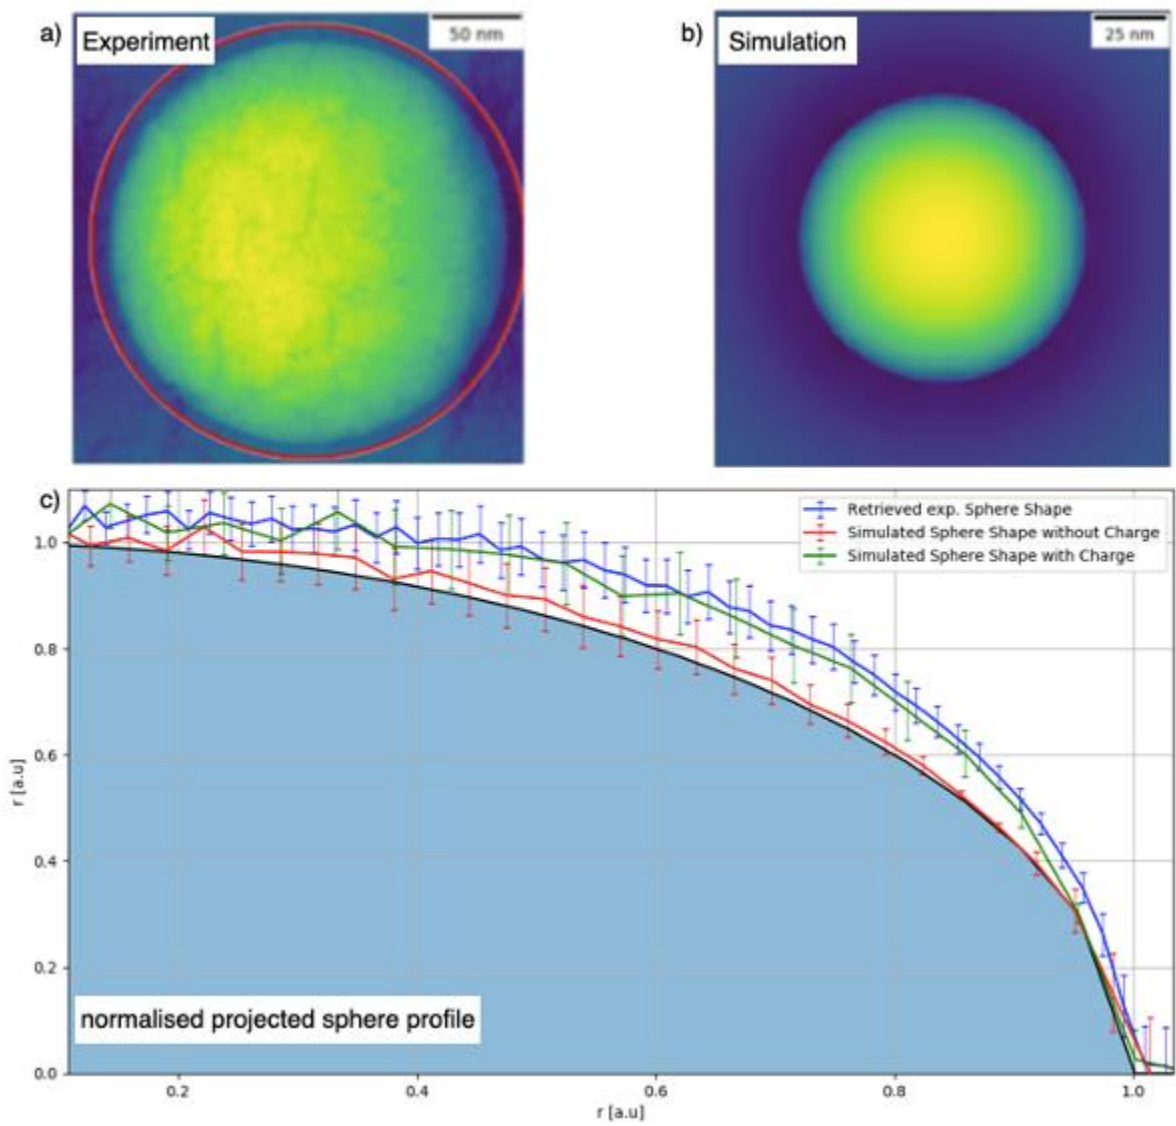 a)
Experiment
50 nm
b)
Simulation
25 nm
c)
Retrieved exp. Sphere Shape
Simulated Sphere Shape without Charge
Simulated Sphere Shape with Charge
1.0
0.8
0.6
0.4
0.2
0.0
r [a.u]
normalised projected sphere profile
0.2
0.4
0.6
0.8
1.0
r [a.u]